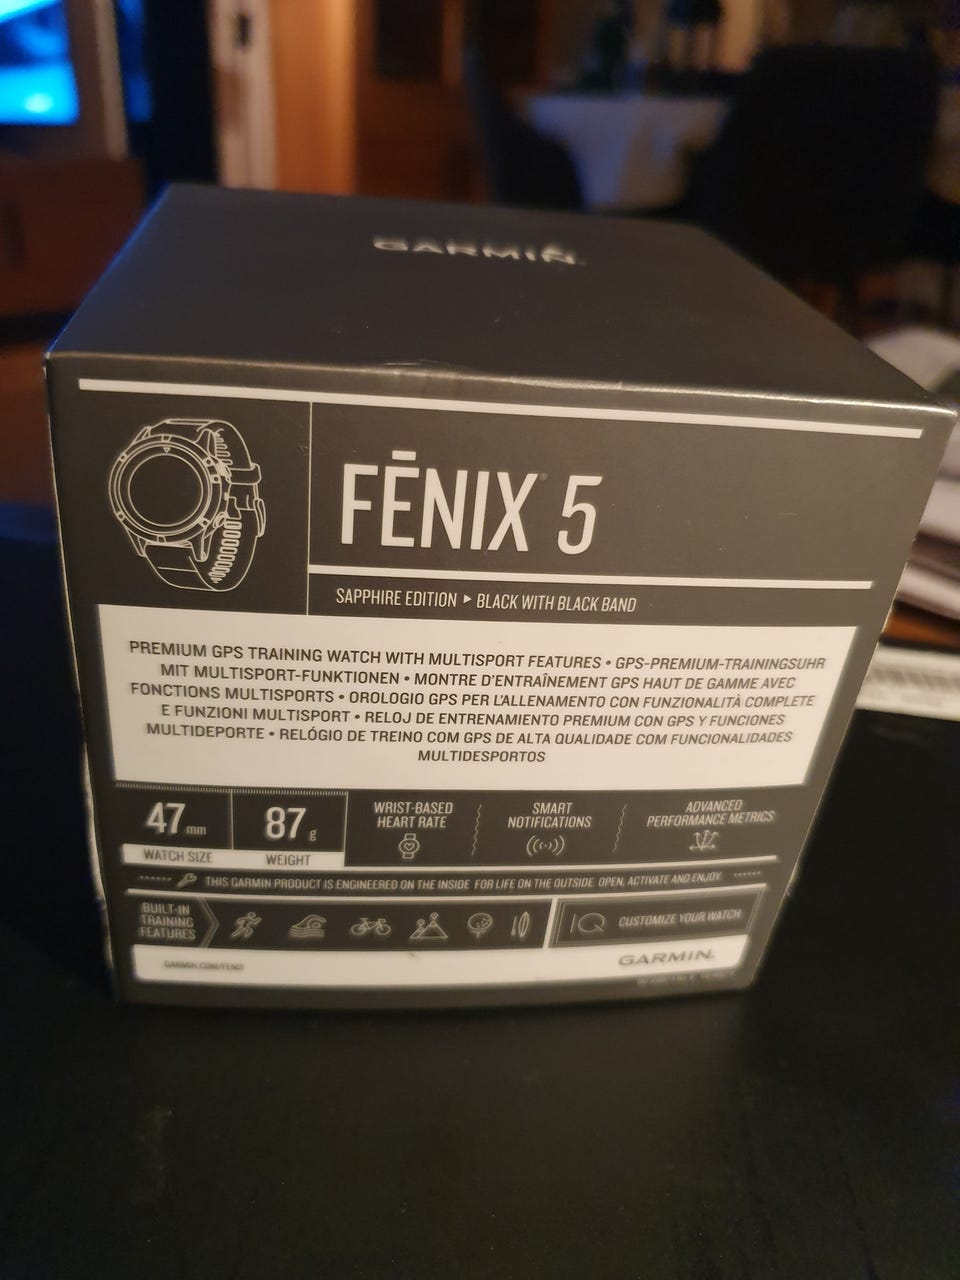 GARMIN
FĒNIX® 5
SAPPHIRE EDITION ▸ BLACK WITH BLACK BAND
PREMIUM GPS TRAINING WATCH WITH MULTISPORT FEATURES • GPS-PREMIUM-TRAININGSUHR
MIT MULTISPORT-FUNKTIONEN • MONTRE D'ENTRAÎNEMENT GPS HAUT DE GAMME AVEC
FONCTIONS MULTISPORTS • OROLOGIO GPS PER L'ALLENAMENTO CON FUNZIONALITÀ COMPLETE
E FUNZIONI MULTISPORT • RELOJ DE ENTRENAMIENTO PREMIUM CON GPS Y FUNCIONES
MULTIDEPORTE • RELÓGIO DE TREINO COM GPS DE ALTA QUALIDADE COM FUNCIONALIDADES
MULTIDESPORTOS
47 mm
WATCH SIZE
87 g
WEIGHT
WRIST-BASED
HEART RATE
SMART
NOTIFICATIONS
ADVANCED
PERFORMANCE METRICS
THIS GARMIN PRODUCT IS ENGINEERED ON THE INSIDE FOR LIFE ON THE OUTSIDE. OPEN, ACTIVATE AND ENJOY.
BUILT-IN
TRAINING
FEATURES
IQ CUSTOMIZE YOUR WATCH
GARMIN.COM/FENIX
GARMIN.